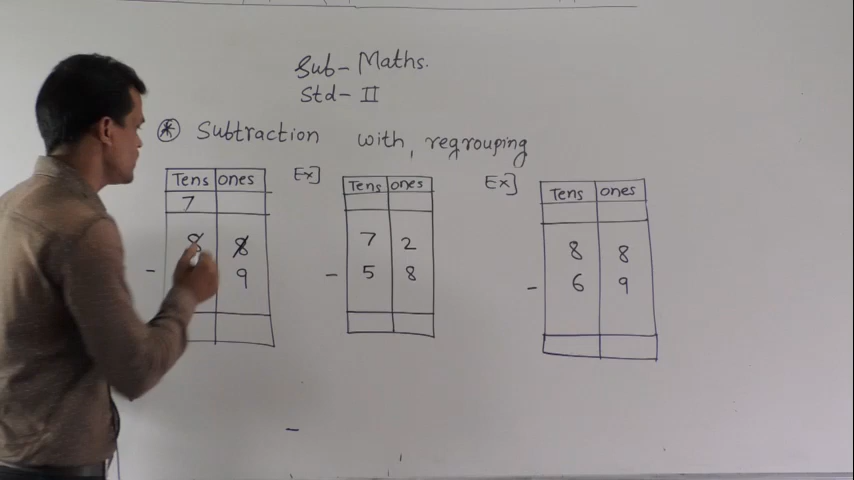 Sub- Maths.
Std- II
* Subtraction with, regrouping
Tens ones
7
8 8
- 9
Ex]
Tens ones
7 2
- 5 8
Ex]
Tens ones
8 8
- 6 9
-